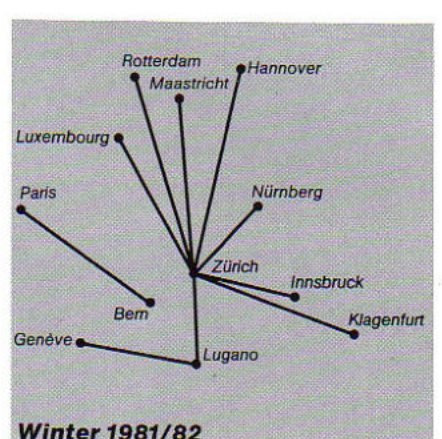 Rotterdam
Hannover
Maastricht
Luxembourg
Paris
Nürnberg
Zürich
Innsbruck
Bern
Klagenfurt
Genève
Lugano
Winter 1981/82